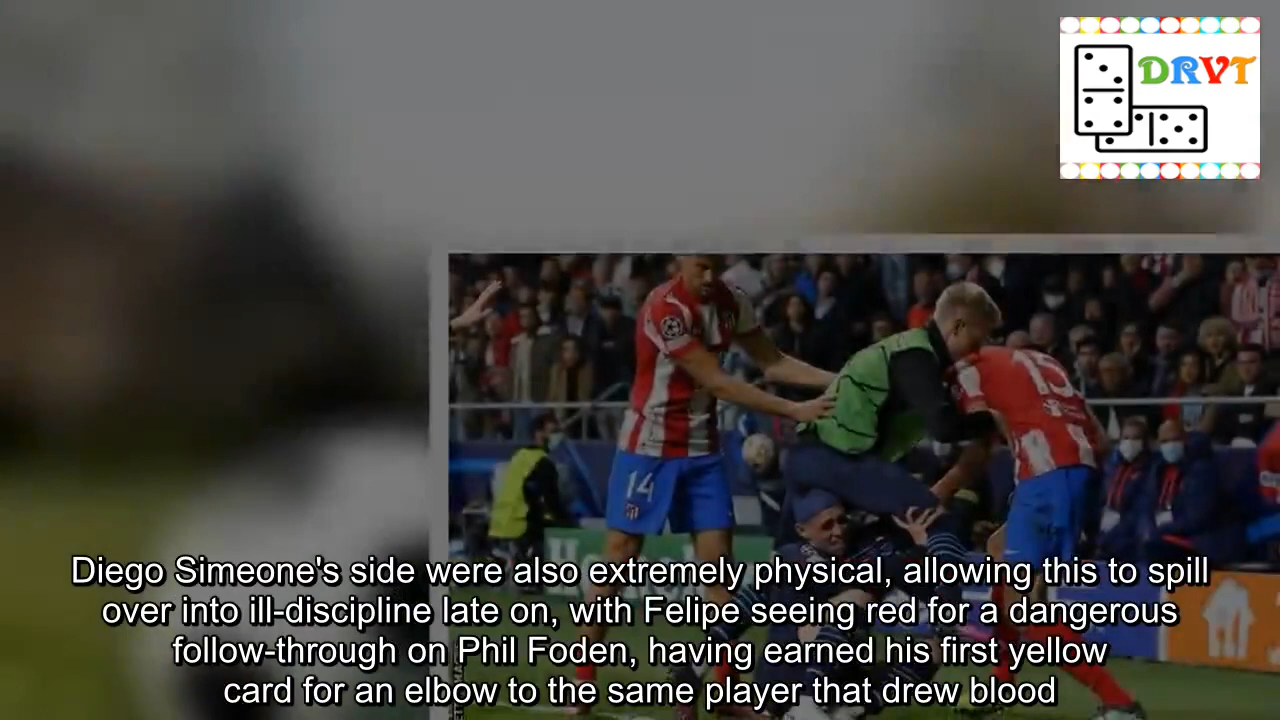 DRVT
14
15
Diego Simeone's side were also extremely physical, allowing this to spill
over into ill-discipline late on, with Felipe seeing red for a dangerous
follow-through on Phil Foden, having earned his first yellow
card for an elbow to the same player that drew blood